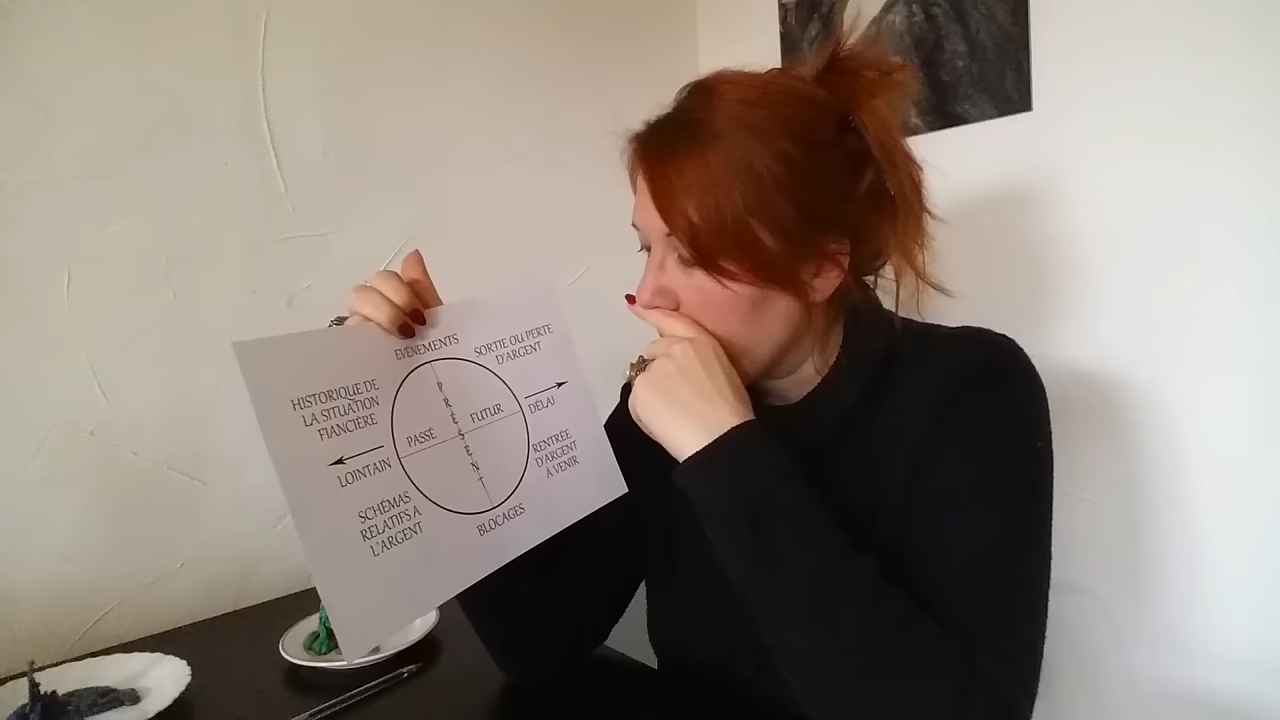 EVÉNEMENTS
SORTIE OU PERTE
D'ARGENT
HISTORIQUE DE
LA SITUATION
FIANCIÈRE
PRÉSENT
PASSÉ
FUTUR
DÉLAI
LOINTAIN
RENTRÉE
D'ARGENT
À VENIR
SCHÉMAS
RELATIFS A
L'ARGENT
BLOCAGES